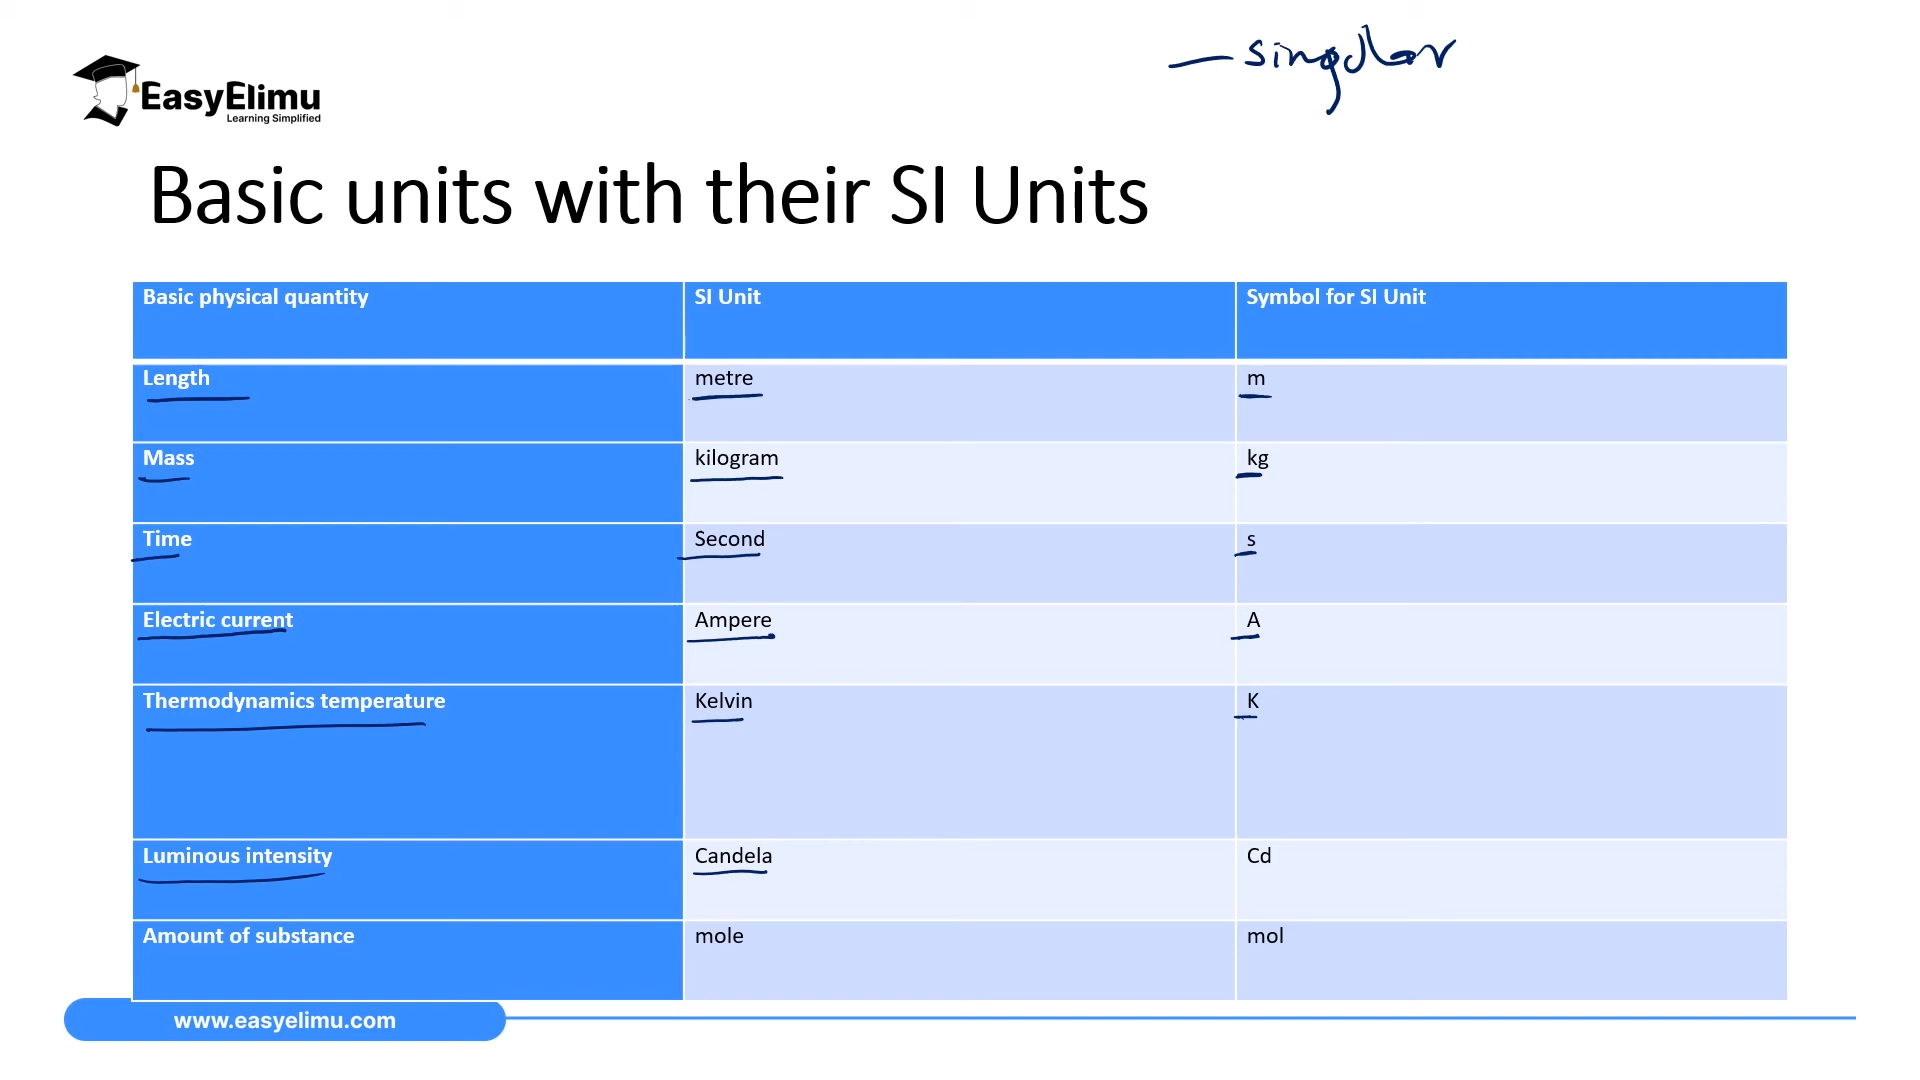 singular
EasyElimu
Learning Simplified
Basic units with their SI Units
Basic physical quantity SI Unit Symbol for SI Unit
Length metre m
Mass kilogram kg
Time Second s
Electric current Ampere A
Thermodynamics temperature Kelvin K
Luminous intensity Candela Cd
Amount of substance mole mol
www.easyelimu.com